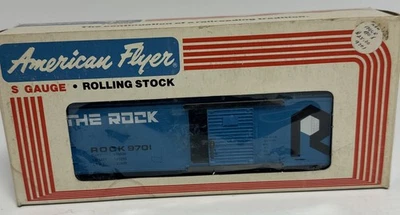 American Flyer
S GAUGE • ROLLING STOCK
THE ROCK
ROCK 9701
R